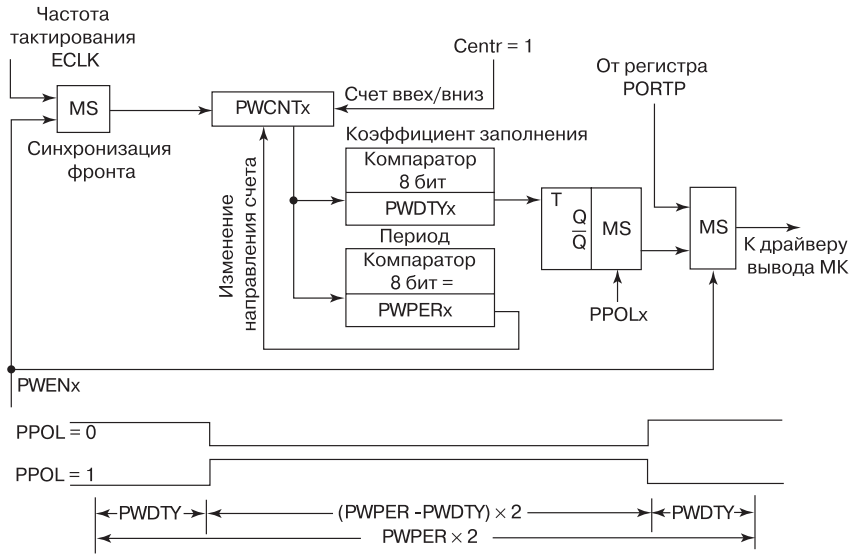 Частота
тактирования
ECLK
MS
Синхронизация
фронта
PWCNTx
Centr = 1
Счет ввех/вниз
Изменение
направления счета
Коэффициент заполнения
Компаратор
8 бит
PWDTYx
Период
Компаратор
8 бит =
PWPERx
T
Q
Q̅
MS
PPOLx
От регистра
PORTP
MS
К драйверу
вывода МК
PWENx
PPOL = 0
PPOL = 1
PWDTY
(PWPER -PWDTY) × 2
PWDTY
PWPER × 2